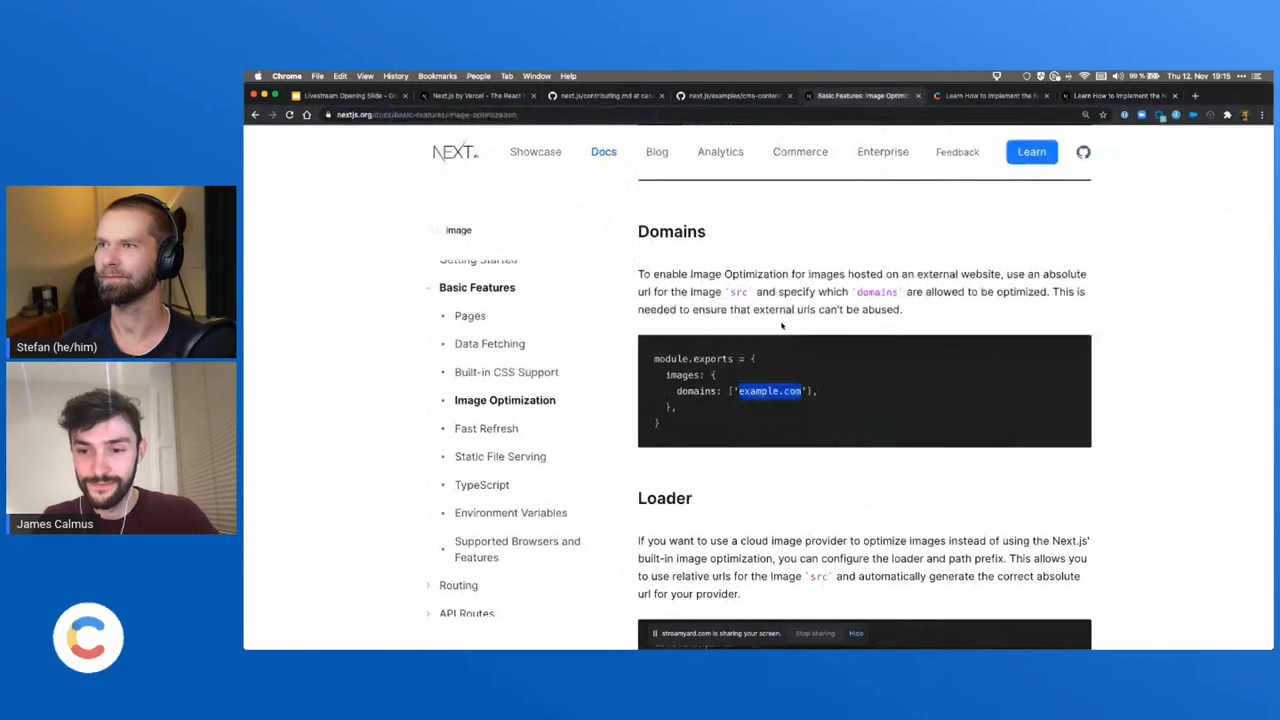 Chrome File Edit View History Bookmarks People Tab Window Help
99 % Thu 12. Nov 19:15
Livestream Opening Slide - G
Next.js by Vercel - The React
next.js/contributing.md at can
next.js/examples/cms-conten
Basic Features: Image Optimiz
Learn How to Implement the N
Learn How to Implement the N
nextjs.org/docs/basic-features/image-optimization
NEXT.JS Showcase Docs Blog Analytics Commerce Enterprise Feedback Learn
image
Getting Started
Basic Features
Pages
Data Fetching
Built-in CSS Support
Image Optimization
Fast Refresh
Static File Serving
TypeScript
Environment Variables
Supported Browsers and
Features
Routing
API Routes
Domains
To enable Image Optimization for images hosted on an external website, use an absolute
url for the Image `src` and specify which `domains` are allowed to be optimized. This is
needed to ensure that external urls can't be abused.
module.exports = {
images: {
domains: ['example.com'],
},
}
Loader
If you want to use a cloud image provider to optimize images instead of using the Next.js'
built-in image optimization, you can configure the loader and path prefix. This allows you
to use relative urls for the Image `src` and automatically generate the correct absolute
url for your provider.
streamyard.com is sharing your screen. Stop sharing Hide
Stefan (he/him)
James Calmus